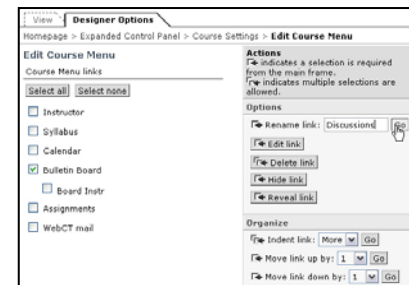 View
Designer Options
Homepage > Expanded Control Panel > Course Settings > Edit Course Menu
Edit Course Menu
Course Menu links
Select all Select none
Instructor
Syllabus
Calendar
Bulletin Board
Board Instr
Assignments
WebCT mail
Actions
indicates a selection is required
from the main frame.
indicates multiple selections are
allowed.
Options
Rename link: Discussions Go
Edit link
Delete link
Hide link
Reveal link
Organize
Indent link: More Go
Move link up by: 1 Go
Move link down by: 1 Go